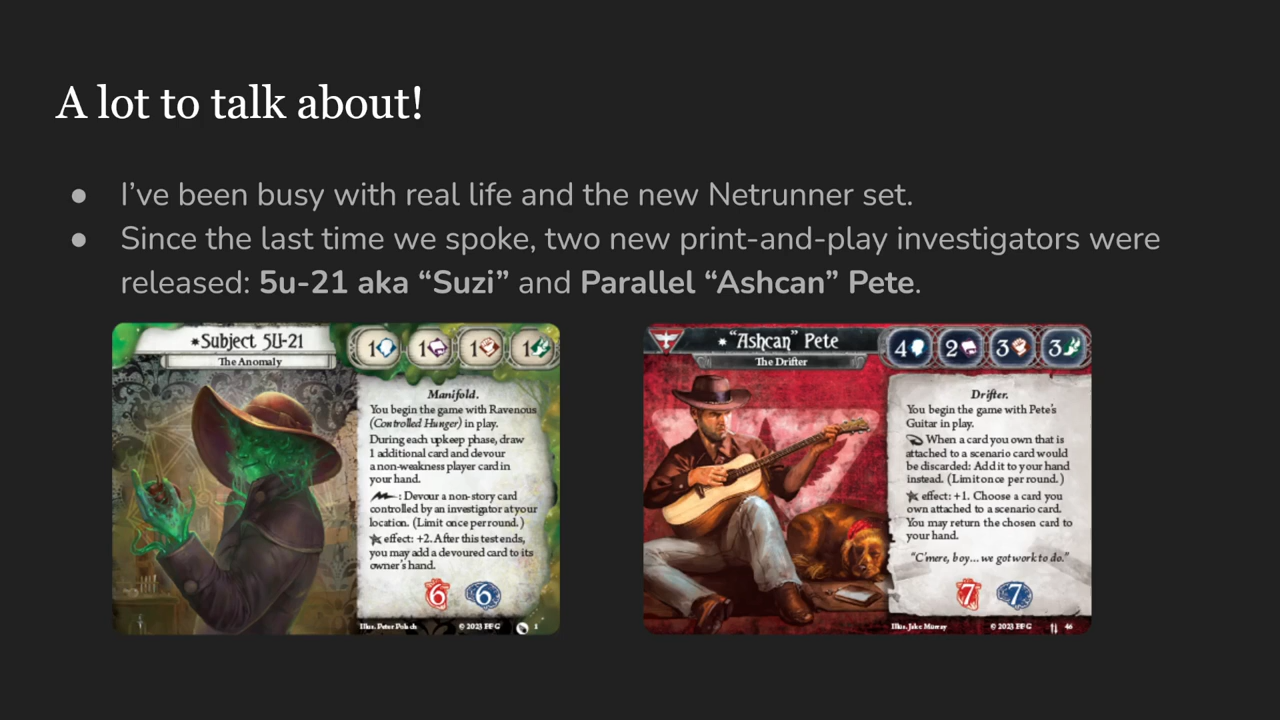 A lot to talk about!
● I’ve been busy with real life and the new Netrunner set.
● Since the last time we spoke, two new print-and-play investigators were
released: 5u-21 aka “Suzi” and Parallel “Ashcan” Pete.
✷Subject 5U-21
The Anomaly
1 1 1 1
Manifold.
You begin the game with Ravenous
(Controlled Hunger) in play.
During each upkeep phase, draw
1 additional card and devour
a non-weakness player card in
your hand.
: Devour a non-story card
controlled by an investigator at your
location. (Limit once per round.)
effect: +2. After this test ends,
you may add a devoured card to its
owner’s hand.
6 6
Illus. Peter Polach © 2023 FFG 1
✷“Ashcan” Pete
The Drifter
4 2 3 3
Drifter.
You begin the game with Pete’s
Guitar in play.
When a card you own that is
attached to a scenario card would
be discarded: Add it to your hand
instead. (Limit once per round.)
effect: +1. Choose a card you
own attached to a scenario card.
You may return the chosen card to
your hand.
“C’mere, boy... we got work to do.”
7 7
Illus. Jake Murray © 2023 FFG 46